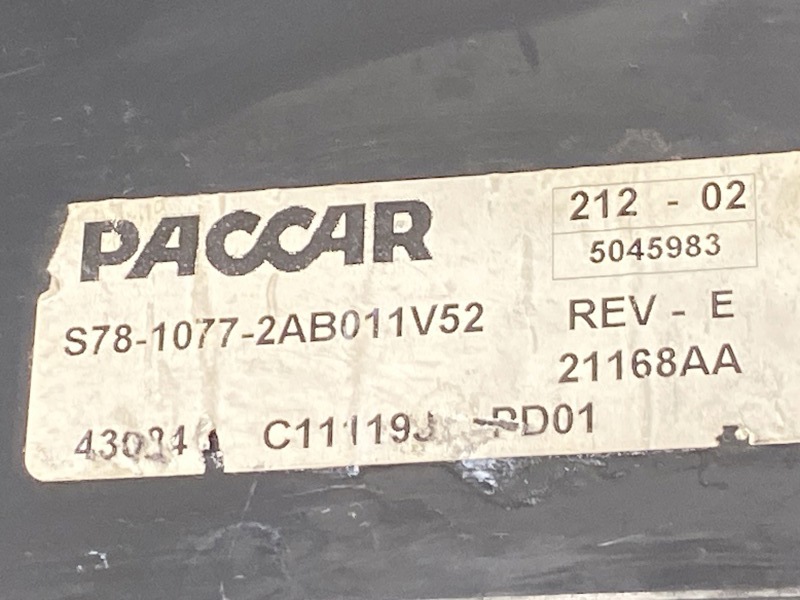 PACCAR
212 - 02
5045983
S78-1077-2AB011V52
REV - E
21168AA